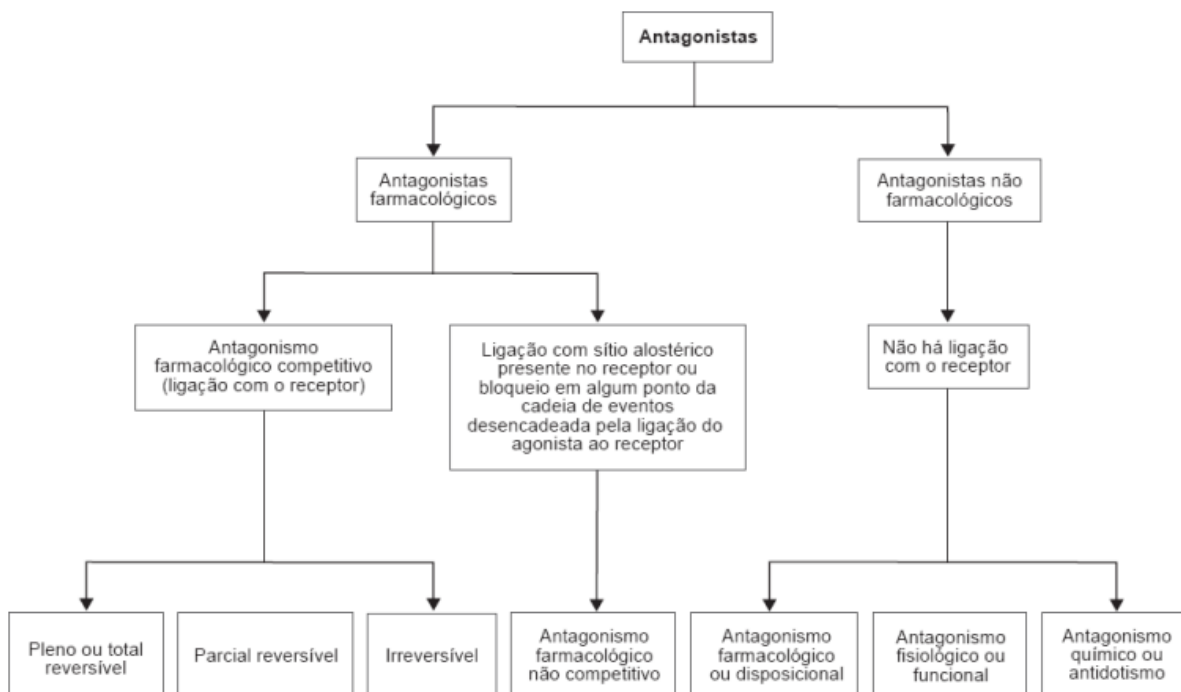 Antagonistas
Antagonistas
farmacológicos
Antagonistas não
farmacológicos
Antagonismo
farmacológico competitivo
(ligação com o receptor)
Ligação com sítio alostérico
presente no receptor ou
bloqueio em algum ponto da
cadeia de eventos
desencadeada pela ligação do
agonista ao receptor
Não há ligação
com o receptor
Pleno ou total
reversível
Parcial reversível
Irreversível
Antagonismo
farmacológico
não competitivo
Antagonismo
farmacológico
ou disposicional
Antagonismo
fisiológico ou
funcional
Antagonismo
químico ou
antidotismo